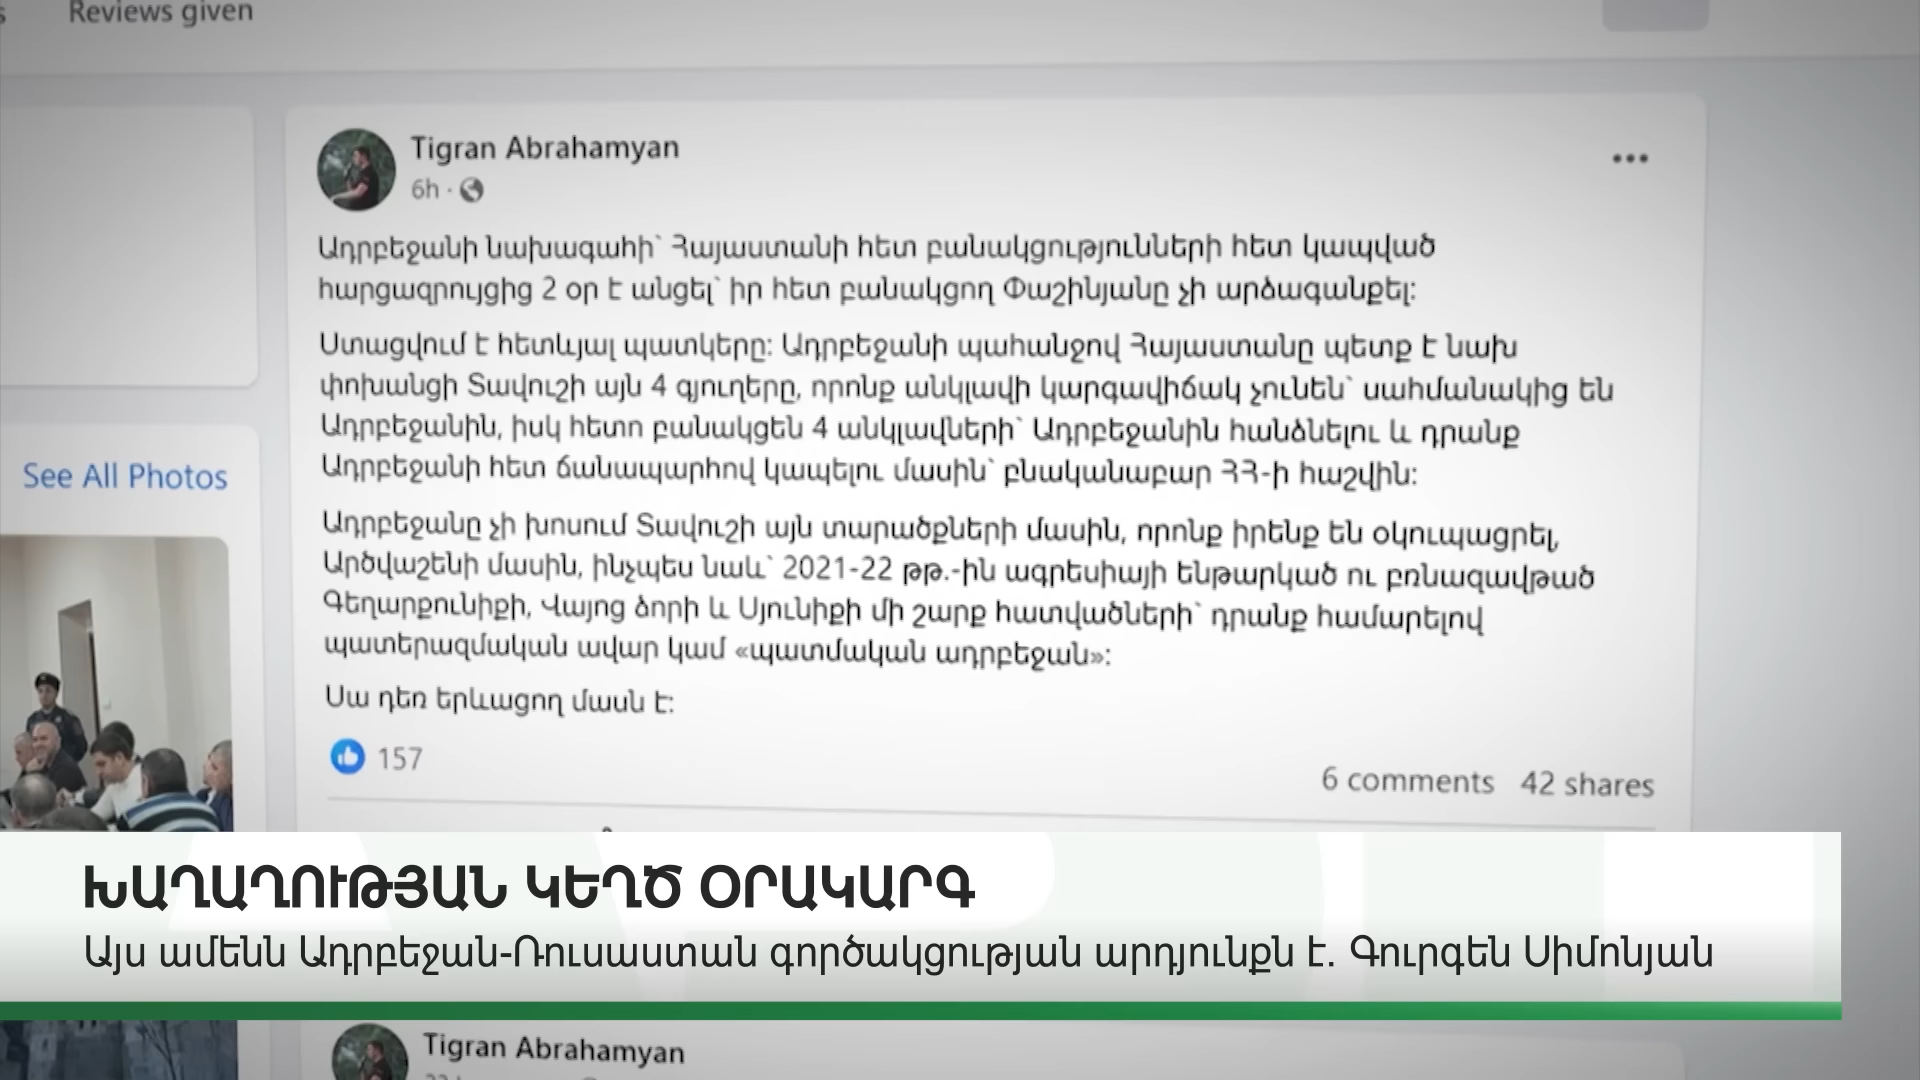 Reviews given
Tigran Abrahamyan
6h ·
Ադրբեջանի նախագահի՝ Հայաստանի հետ բանակցությունների հետ կապված
հարցազրույցից 2 օր է անցել՝ իր հետ բանակցող Փաշինյանը չի արձագանքել:
Ստացվում է հետևյալ պատկերը: Ադրբեջանի պահանջով Հայաստանը պետք է նախ
փոխանցի Տավուշի այն 4 գյուղերը, որոնք անկլավի կարգավիճակ չունեն՝ սահմանակից են
Ադրբեջանին, իսկ հետո բանակցեն 4 անկլավների՝ Ադրբեջանին հանձնելու և դրանք
Ադրբեջանի հետ ճանապարհով կապելու մասին՝ բնականաբար ՀՀ-ի հաշվին:
See All Photos
Ադրբեջանը չի խոսում Տավուշի այն տարածքների մասին, որոնք իրենք են օկուպացրել,
Արծվաշենի մասին, ինչպես նաև՝ 2021-22 թթ.-ին ագրեսիայի ենթարկած ու բռնազավթած
Գեղարքունիքի, Վայոց ձորի և Սյունիքի մի շարք հատվածների՝ դրանք համարելով
պատերազմական ավար կամ «պատմական ադրբեջան»:
Սա դեռ երևացող մասն է:
157
6 comments 42 shares
ԽԱՂԱՂՈՒԹՅԱՆ ԿԵՂԾ ՕՐԱԿԱՐԳ
Այս ամենն Ադրբեջան-Ռուսաստան գործակցության արդյունքն է. Գուրգեն Սիմոնյան
Tigran Abrahamyan